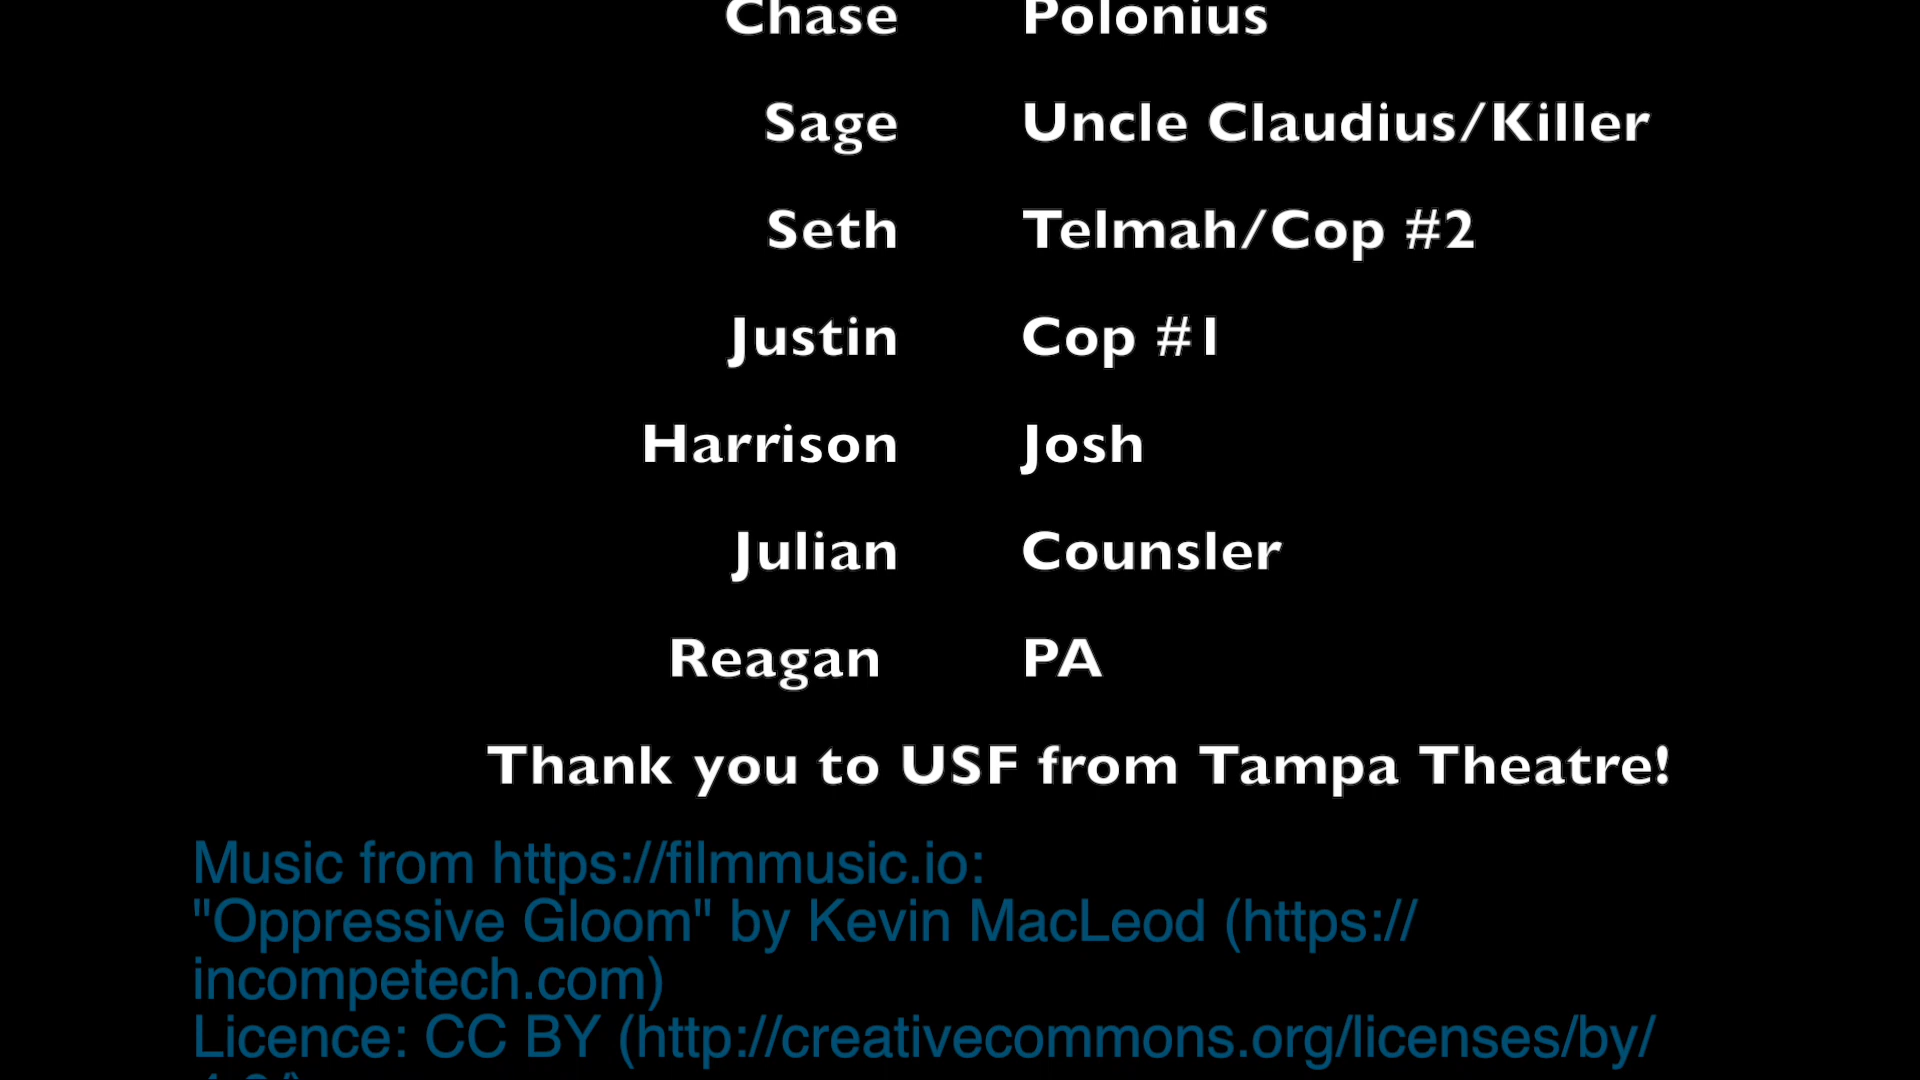 Chase Polonius
Sage Uncle Claudius/Killer
Seth Telmah/Cop #2
Justin Cop #1
Harrison Josh
Julian Counsler
Reagan PA
Thank you to USF from Tampa Theatre!
Music from https://filmmusic.io:
"Oppressive Gloom" by Kevin MacLeod (https://
incompetech.com)
Licence: CC BY (http://creativecommons.org/licenses/by/